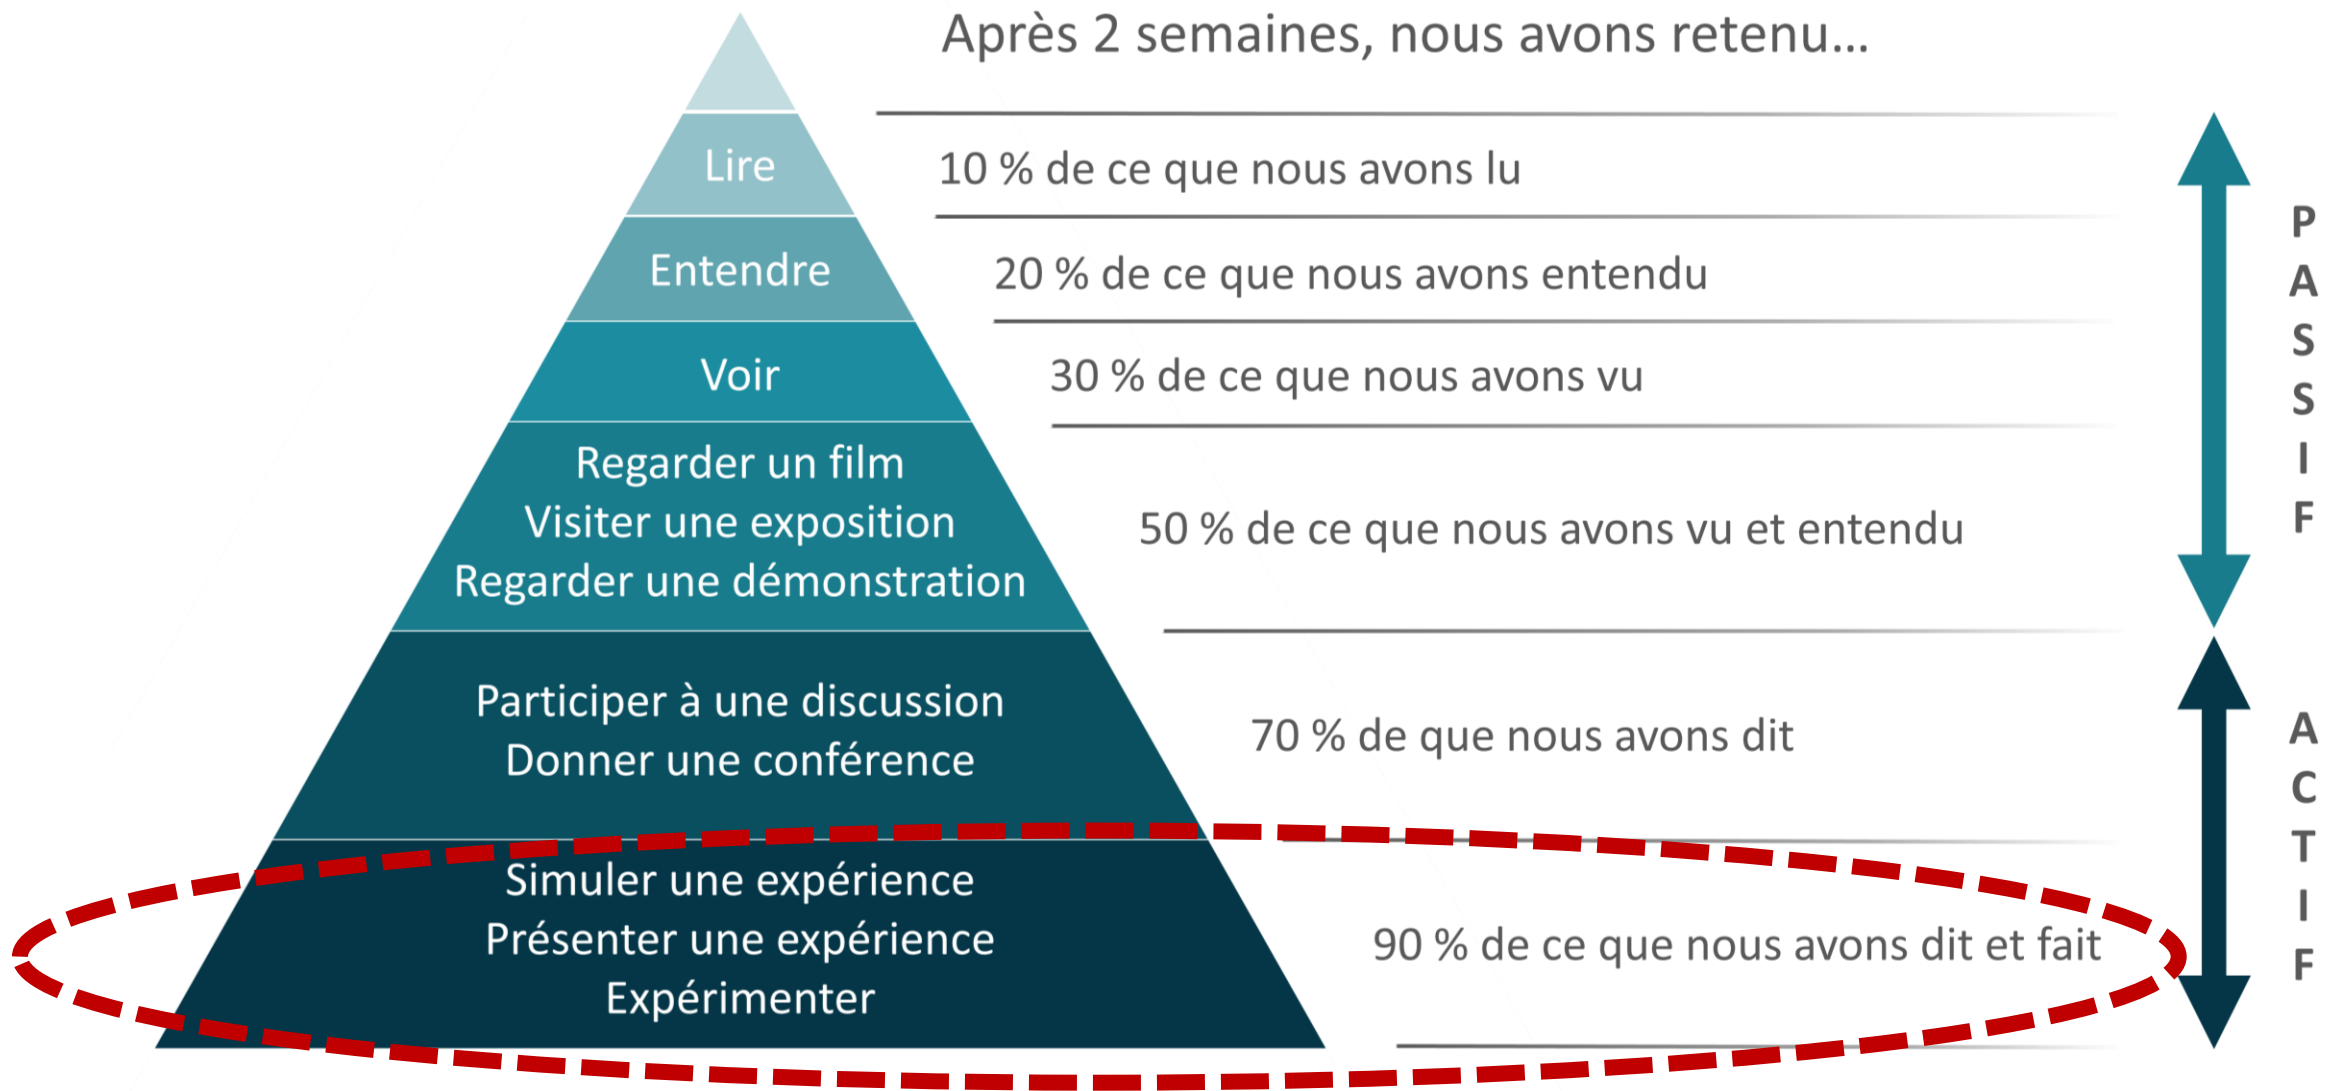 Après 2 semaines, nous avons retenu...
Lire
10 % de ce que nous avons lu
Entendre
20 % de ce que nous avons entendu
Voir
30 % de ce que nous avons vu
Regarder un film
Visiter une exposition
Regarder une démonstration
50 % de ce que nous avons vu et entendu
PASSIF
Participer à une discussion
Donner une conférence
70 % de que nous avons dit
Simuler une expérience
Présenter une expérience
Expérimenter
90 % de ce que nous avons dit et fait
ACTIF